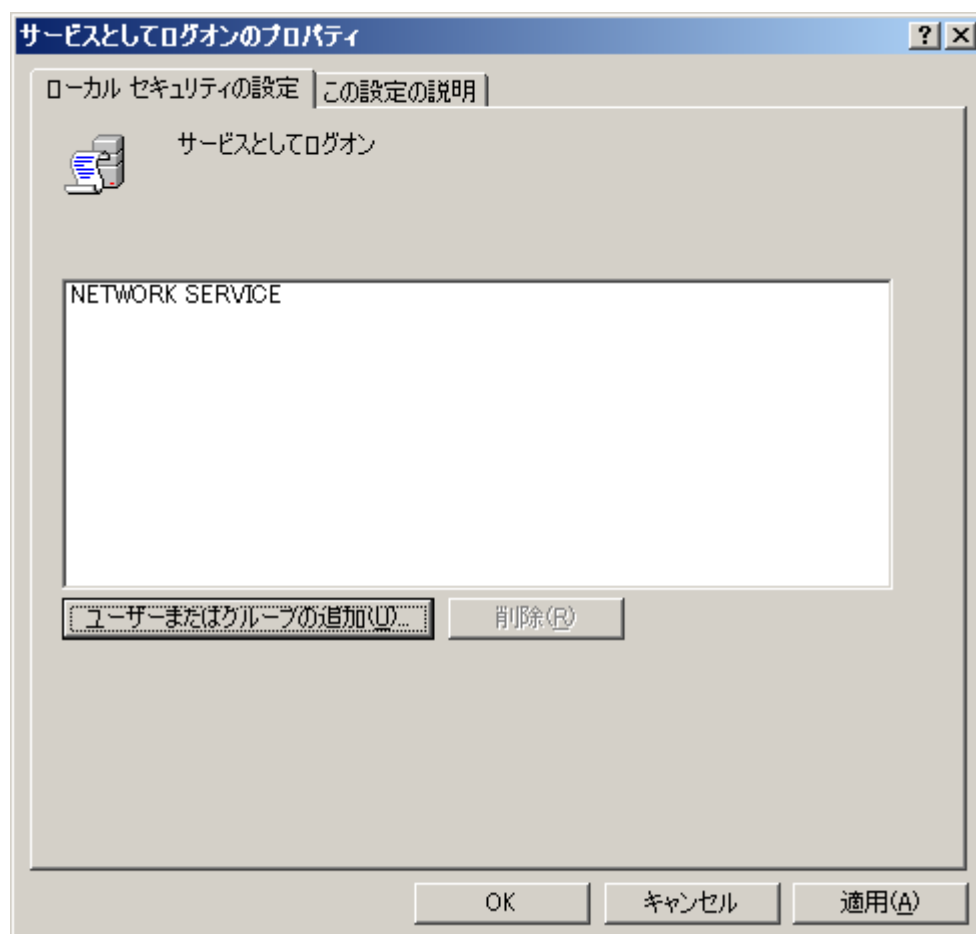 サービスとしてログオンのプロパティ
ローカル セキュリティの設定 この設定の説明
サービスとしてログオン
NETWORK SERVICE
ユーザーまたはグループの追加(U)... 削除(R)
OK キャンセル 適用(A)